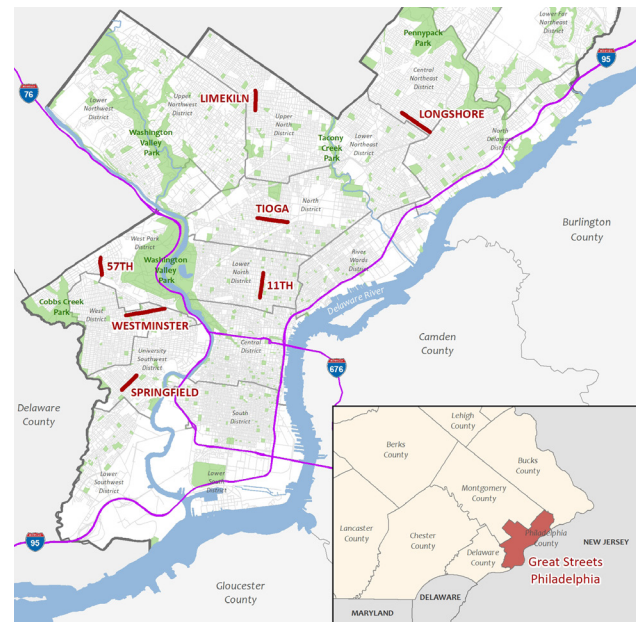 Pennypack
Park
Lower Far
Northeast
District
Central
Northeast
District
95
76
LIMEKILN
Lower
Northwest
District
Upper
Northwest
District
LONGSHORE
Upper
North
District
Washington
Valley
Park
Tacony
Creek
Park
Lower
Northeast
District
North
Delaware
District
TIOGA
North
District
Burlington
County
West Park
District
57TH
Washington
Valley
Park
Lower
North
District
11TH
River
Wards
District
Cobbs Creek
Park
Delaware River
West
District
WESTMINSTER
Central
District
Camden
County
University
Southwest
District
676
SPRINGFIELD
Delaware
County
South
District
Lower
Southwest
District
Lower
South
District
95
Gloucester
County
Lehigh
County
Berks
County
Bucks
County
Montgomery
County
Lancaster
County
Chester
County
Delaware
County
Philadelphia
County
NEW JERSEY
Great Streets
Philadelphia
DELAWARE
MARYLAND